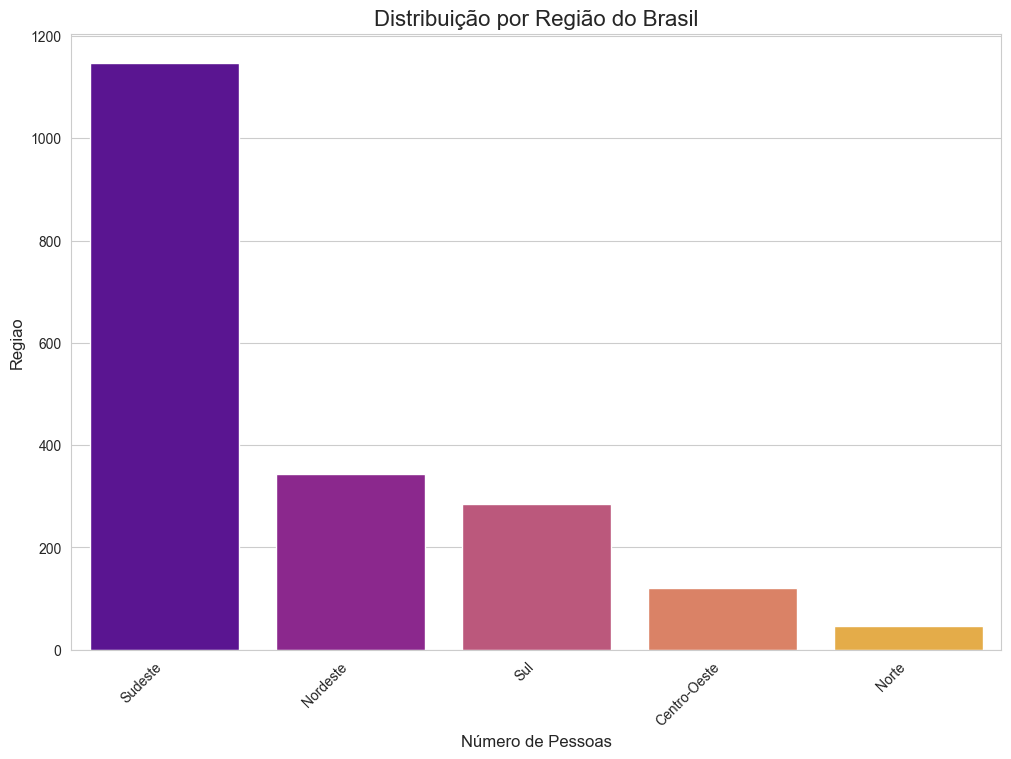 Distribuição por Região do Brasil
1200
1000
800
600
400
200
0
Regiao
Sudeste
Nordeste
Sul
Centro-Oeste
Norte
Número de Pessoas